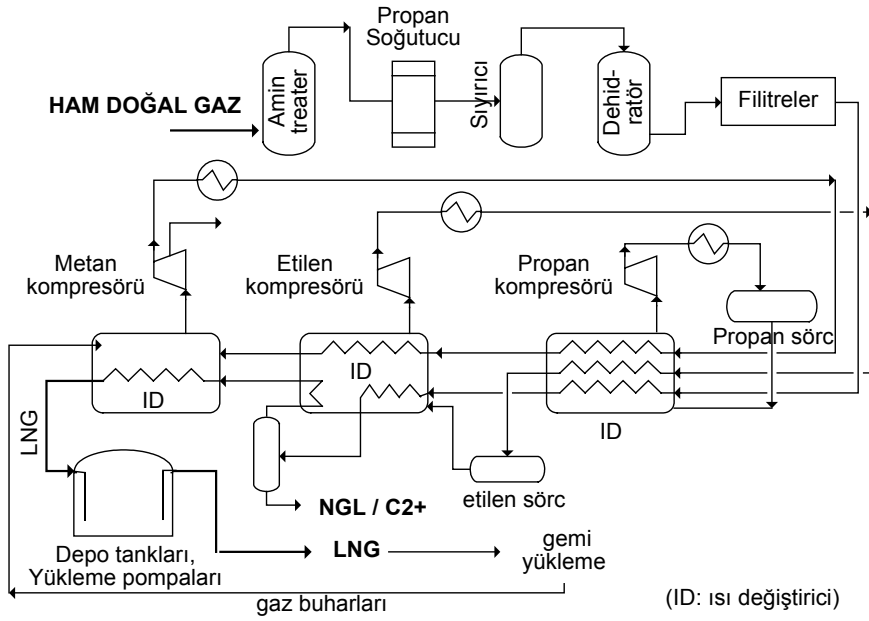 Propan
Soğutucu
Amin
treater
Sıyırıcı
Dehid-
ratör
Filitreler
HAM DOĞAL GAZ
Metan
kompresörü
Etilen
kompresörü
Propan
kompresörü
Propan sörc
ID
ID
ID
LNG
etilen sörc
NGL / C2+
Depo tankları,
Yükleme pompaları
LNG
gemi
yükleme
gaz buharları
(ID: ısı değiştirici)